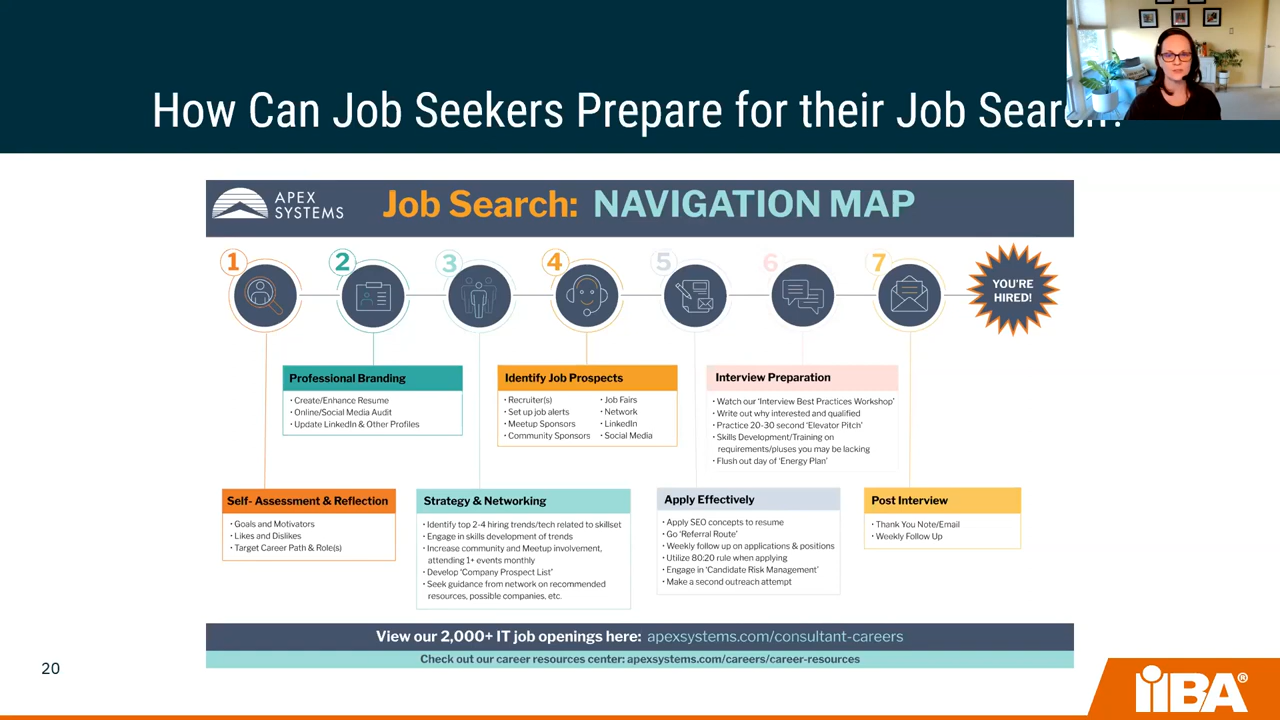 How Can Job Seekers Prepare for their Job Search?
APEX
SYSTEMS
Job Search: NAVIGATION MAP
1
2
3
4
5
6
7
YOU'RE
HIRED!
Professional Branding
• Create/Enhance Resume
• Online/Social Media Audit
• Update LinkedIn & Other Profiles
Identify Job Prospects
• Recruiter(s)
• Set up job alerts
• Meetup Sponsors
• Community Sponsors
• Job Fairs
• Network
• LinkedIn
• Social Media
Interview Preparation
• Watch our 'Interview Best Practices Workshop'
• Write out why interested and qualified
• Practice 20-30 second 'Elevator Pitch'
• Skills Development/Training on
requirements/pluses you may be lacking
• Flush out day of 'Energy Plan'
Self- Assessment & Reflection
• Goals and Motivators
• Likes and Dislikes
• Target Career Path & Role(s)
Strategy & Networking
• Identify top 2-4 hiring trends/tech related to skillset
• Engage in skills development of trends
• Increase community and Meetup involvement,
attending 1+ events monthly
• Develop 'Company Prospect List'
• Seek guidance from network on recommended
resources, possible companies, etc.
Apply Effectively
• Apply SEO concepts to resume
• Go 'Referral Route'
• Weekly follow up on applications & positions
• Utilize 80:20 rule when applying
• Engage in 'Candidate Risk Management'
• Make a second outreach attempt
Post Interview
• Thank You Note/Email
• Weekly Follow Up
View our 2,000+ IT job openings here: apexsystems.com/consultant-careers
Check out our career resources center: apexsystems.com/careers/career-resources
20
IIBA®